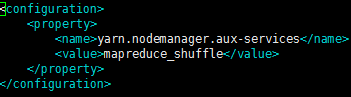 <configuration>
    <property>
        <name>yarn.nodemanager.aux-services</name>
        <value>mapreduce_shuffle</value>
    </property>
</configuration>